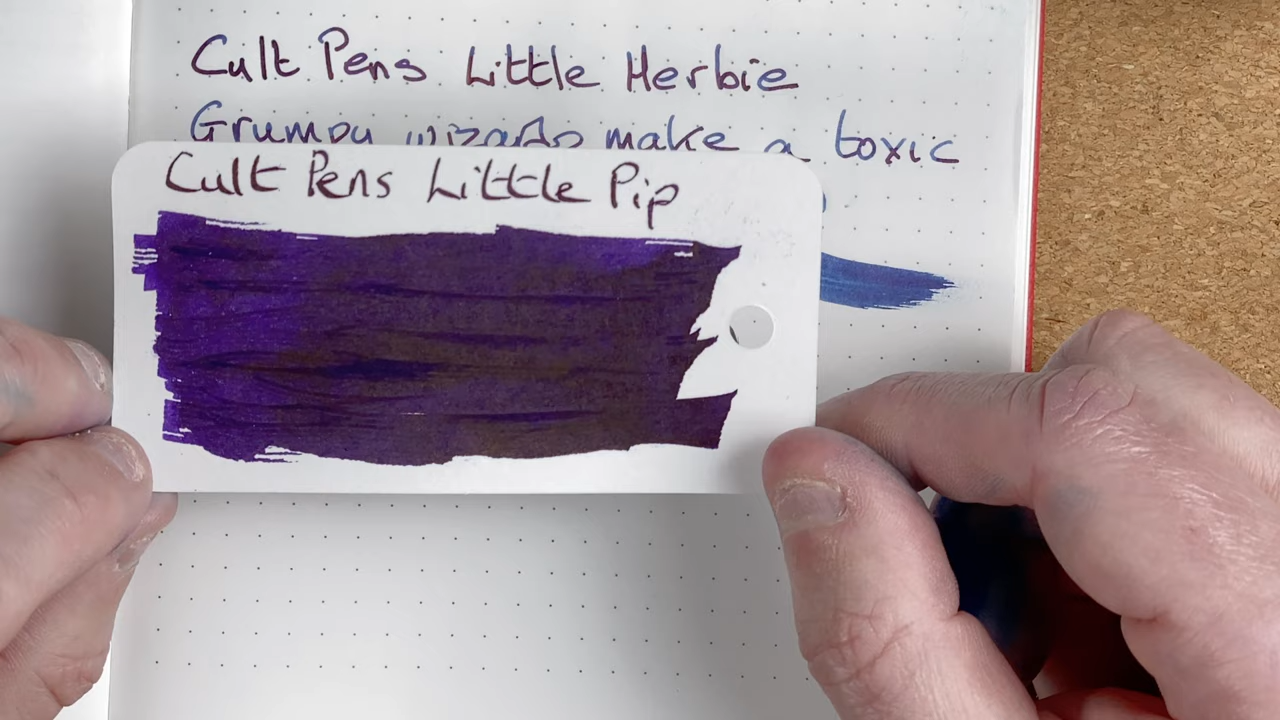 Cult Pens Little Herbie
Grumpy wizards make a toxic
Cult Pens Little Pip